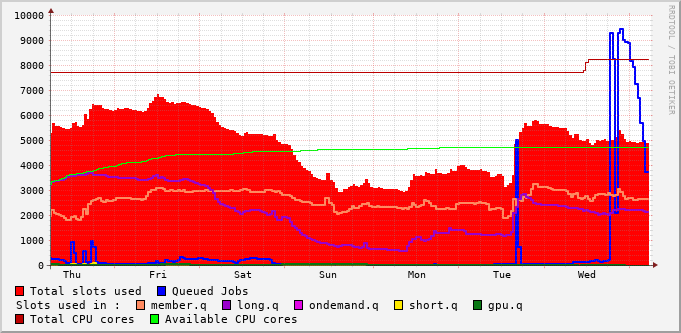 10000
9000
8000
7000
6000
5000
4000
3000
2000
1000
0
Thu Fri Sat Sun Mon Tue Wed
RRDTOOL / TOBI OETIKER
Total slots used Queued Jobs
Slots used in : member.q long.q ondemand.q short.q gpu.q
Total CPU cores Available CPU cores